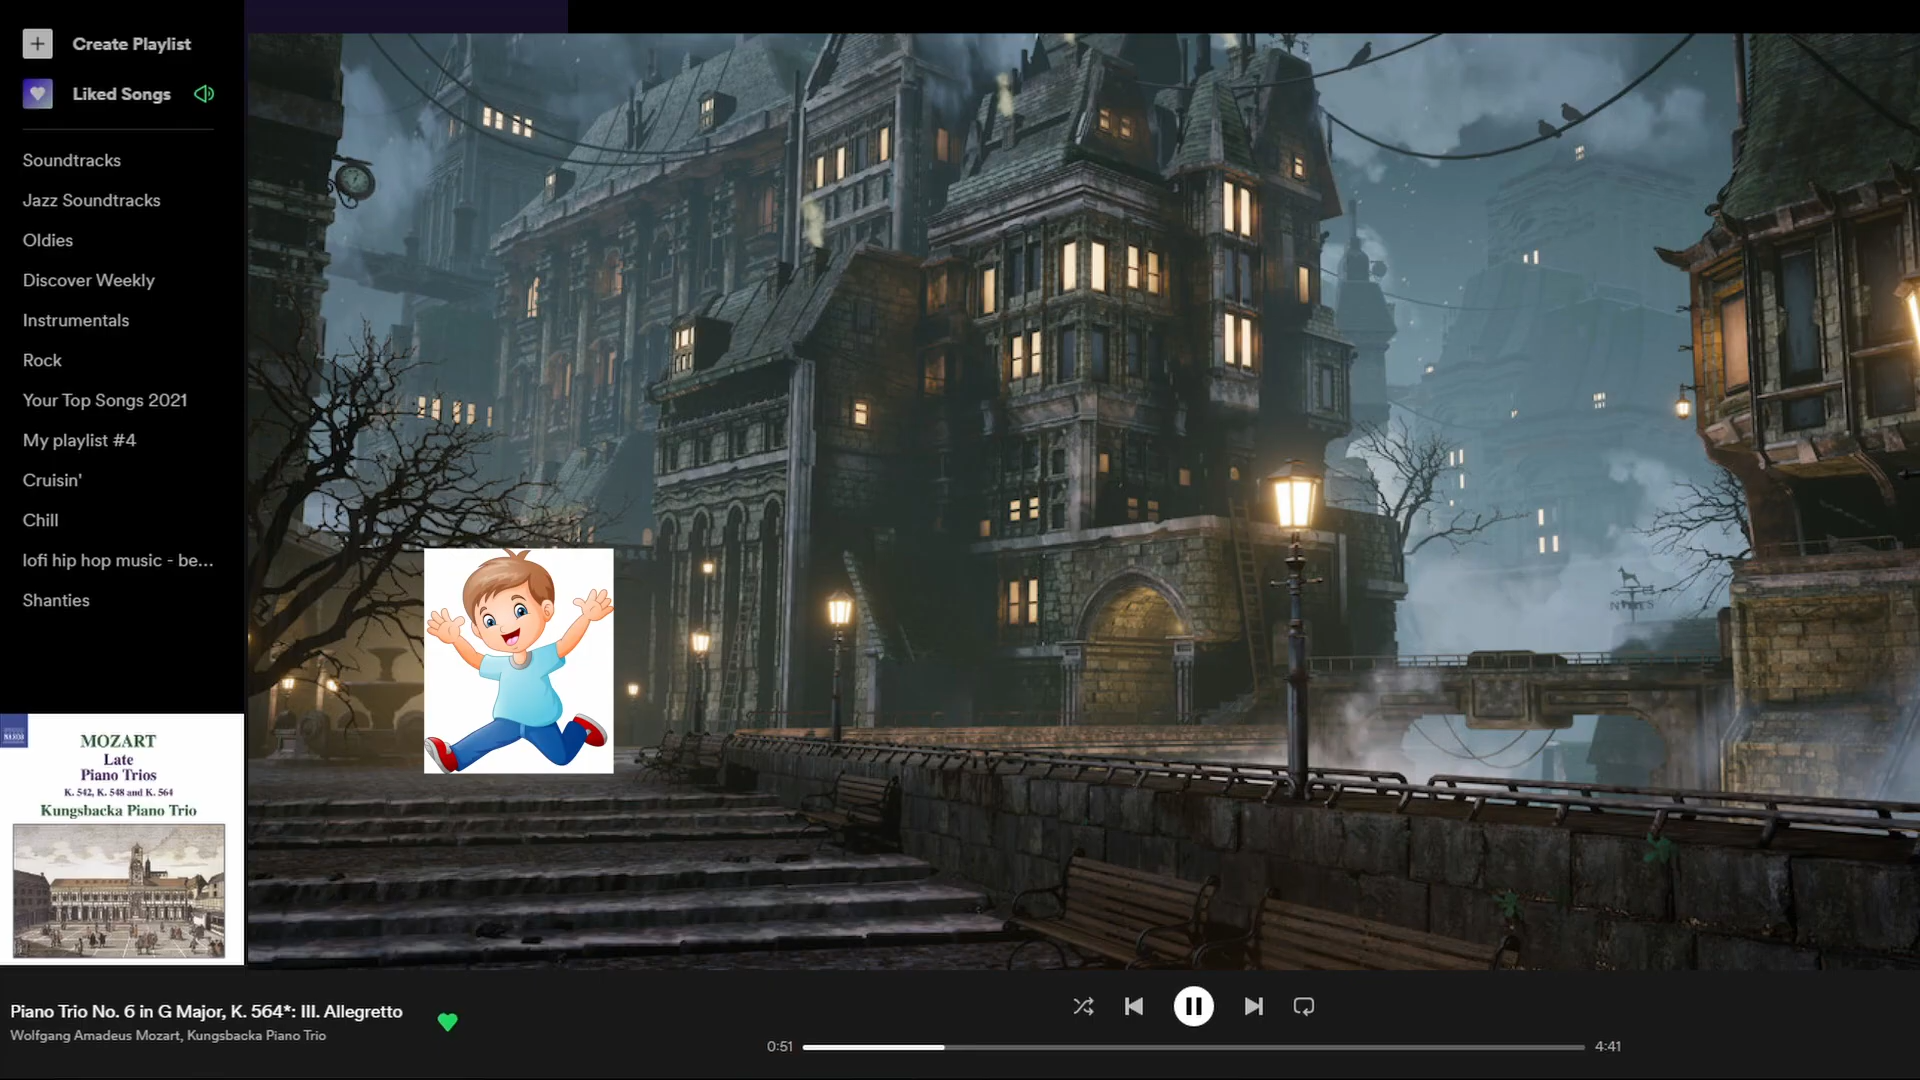 Create Playlist
Liked Songs
Soundtracks
Jazz Soundtracks
Oldies
Discover Weekly
Instrumentals
Rock
Your Top Songs 2021
My playlist #4
Cruisin'
Chill
lofi hip hop music - be...
Shanties
NAXOS
MOZART
Late
Piano Trios
K. 542, K. 548 and K. 564
Kungsbacka Piano Trio
Piano Trio No. 6 in G Major, K. 564*: III. Allegretto
Wolfgang Amadeus Mozart, Kungsbacka Piano Trio
0:51
4:41